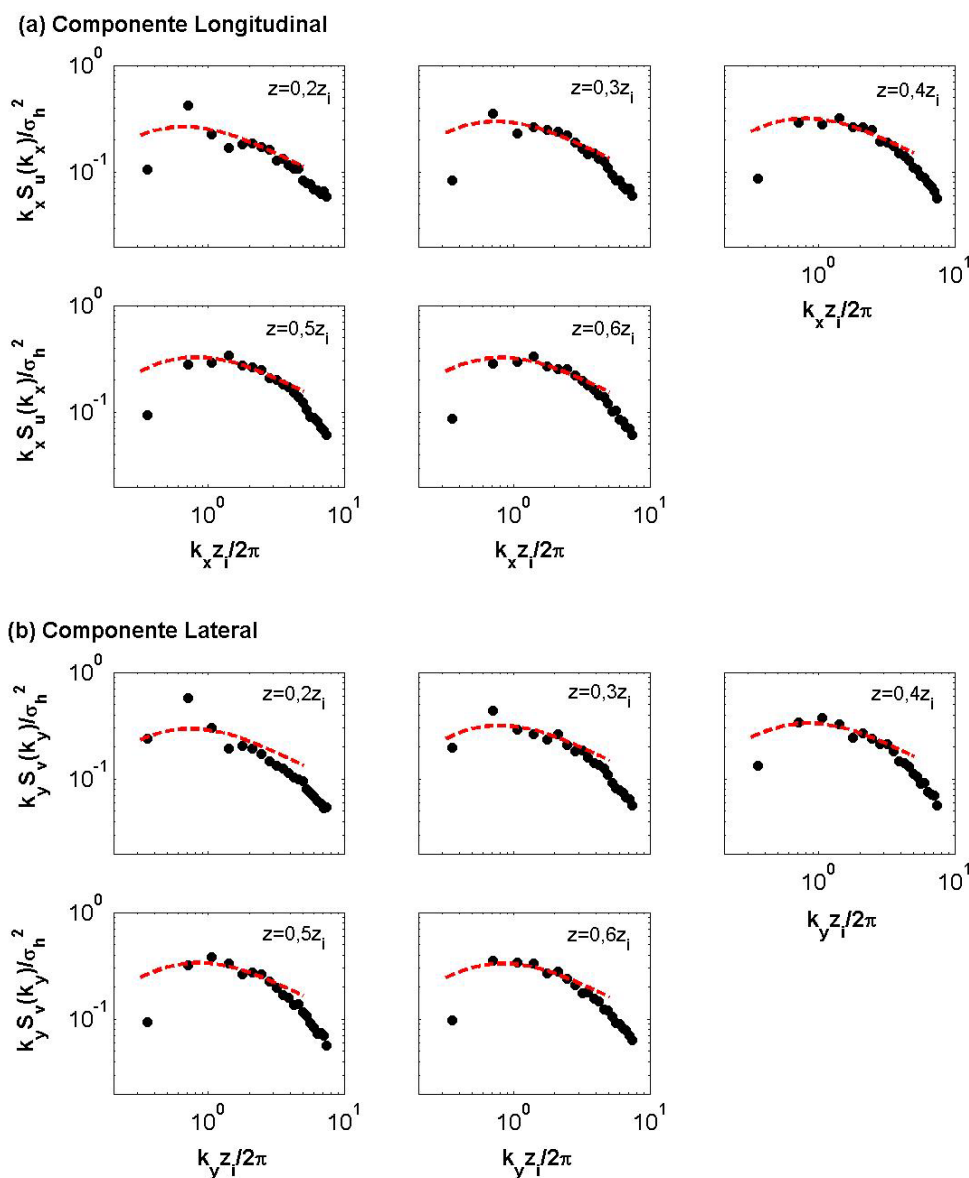 (a) Componente Longitudinal
10^0
10^-1
k_x S_u(k_x)/σ_h^2
z=0,2z_i
z=0,3z_i
10^0
10^-1
z=0,4z_i
10^0
10^1
k_x z_i/2π
10^0
10^-1
k_x S_u(k_x)/σ_h^2
z=0,5z_i
z=0,6z_i
10^0
10^1
10^0
10^1
k_x z_i/2π
k_x z_i/2π
(b) Componente Lateral
10^0
10^-1
k_y S_v(k_y)/σ_h^2
z=0,2z_i
z=0,3z_i
z=0,4z_i
10^0
10^1
k_y z_i/2π
10^0
10^-1
k_y S_v(k_y)/σ_h^2
z=0,5z_i
z=0,6z_i
10^0
10^1
10^0
10^1
k_y z_i/2π
k_y z_i/2π